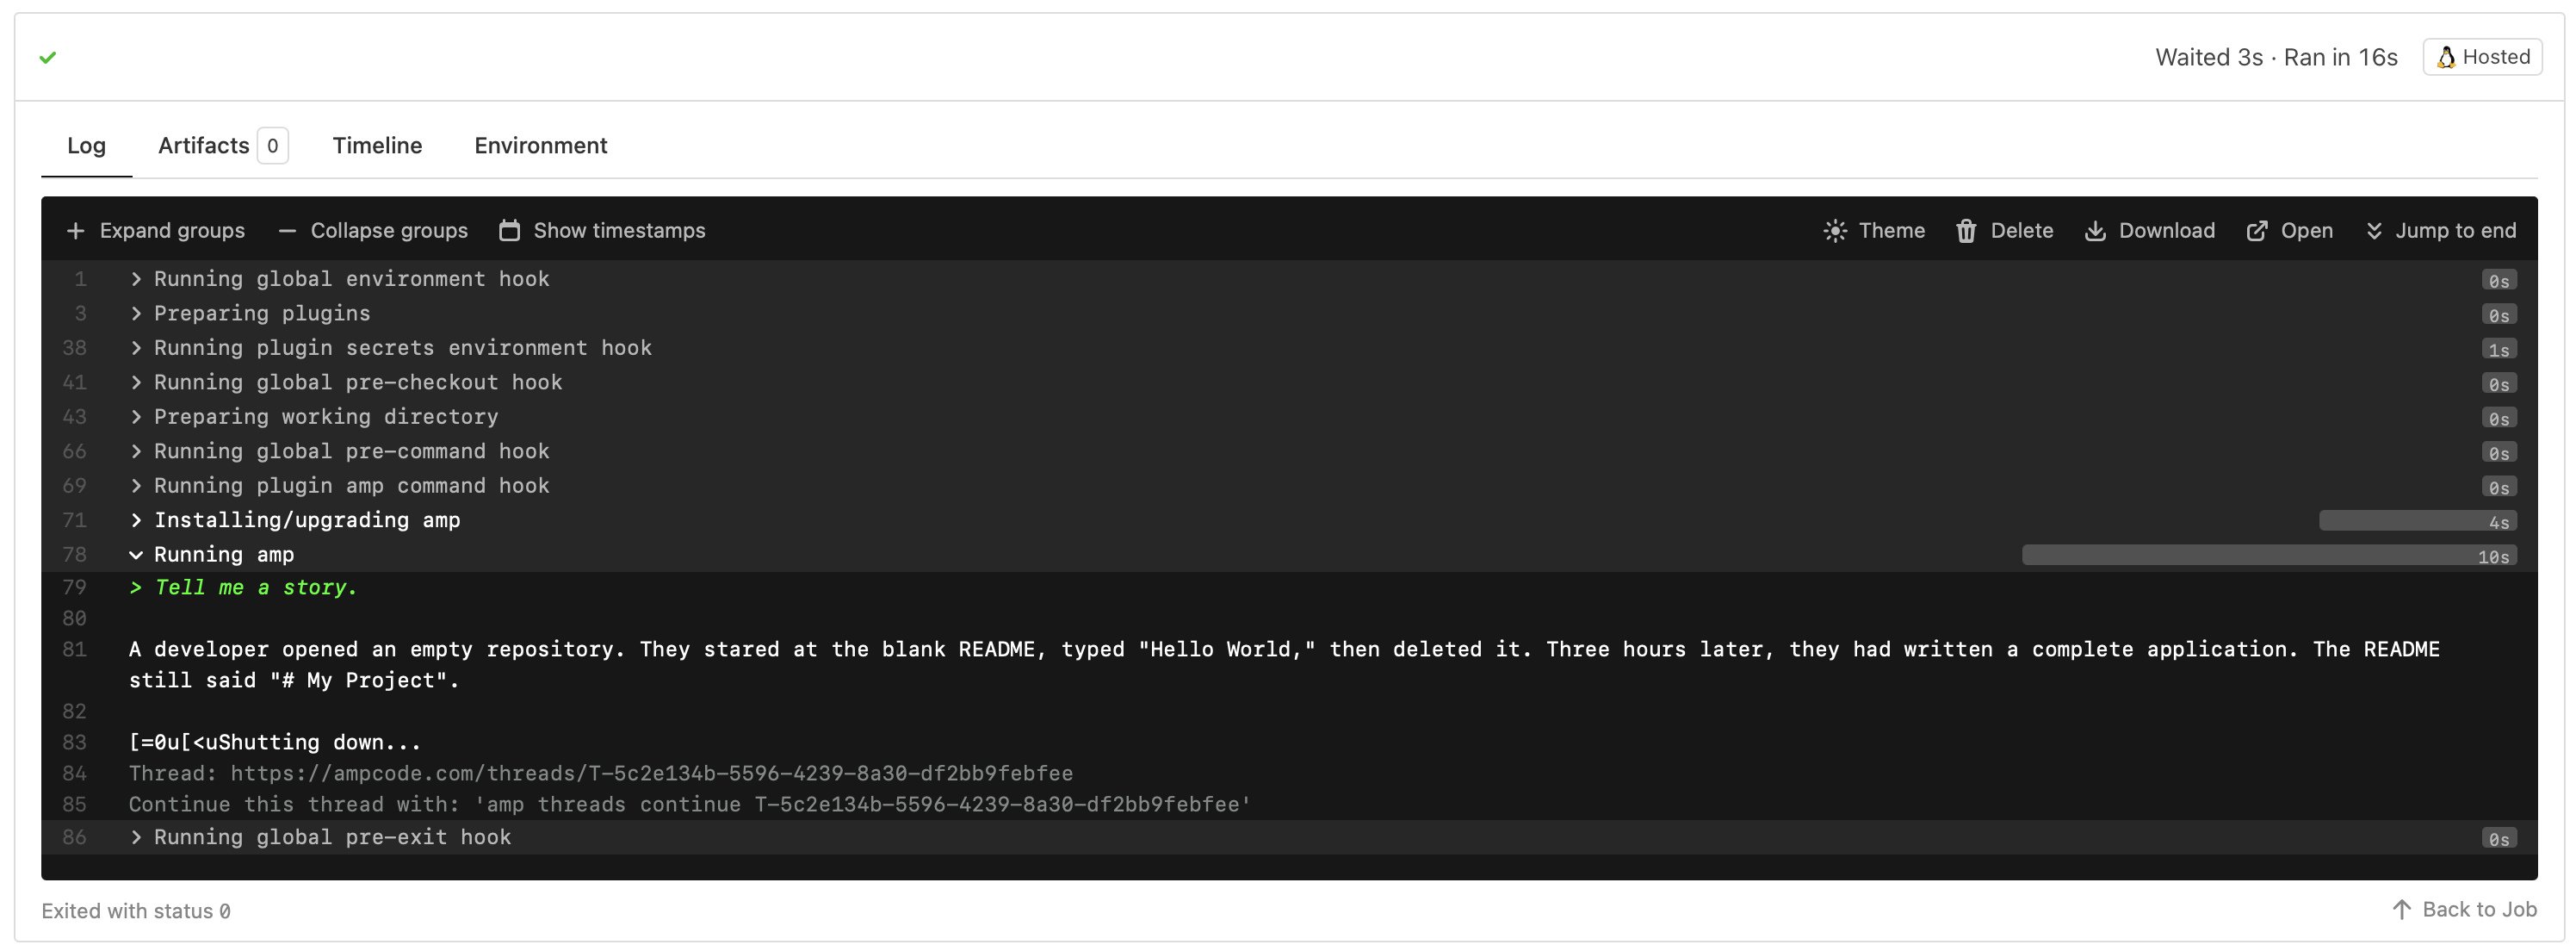 Waited 3s · Ran in 16s Hosted
Log Artifacts 0 Timeline Environment
Expand groups Collapse groups Show timestamps Theme Delete Download Open Jump to end
1 > Running global environment hook 0s
3 > Preparing plugins 0s
38 > Running plugin secrets environment hook 1s
41 > Running global pre-checkout hook 0s
43 > Preparing working directory 0s
66 > Running global pre-command hook 0s
69 > Running plugin amp command hook 0s
71 > Installing/upgrading amp 4s
78 Running amp 10s
79 > Tell me a story.
80
81 A developer opened an empty repository. They stared at the blank README, typed "Hello World," then deleted it. Three hours later, they had written a complete application. The README
still said "# My Project".
82
83 [=0u[<uShutting down...
84 Thread: https://ampcode.com/threads/T-5c2e134b-5596-4239-8a30-df2bb9febfee
85 Continue this thread with: 'amp threads continue T-5c2e134b-5596-4239-8a30-df2bb9febfee'
86 > Running global pre-exit hook 0s
Exited with status 0 Back to Job